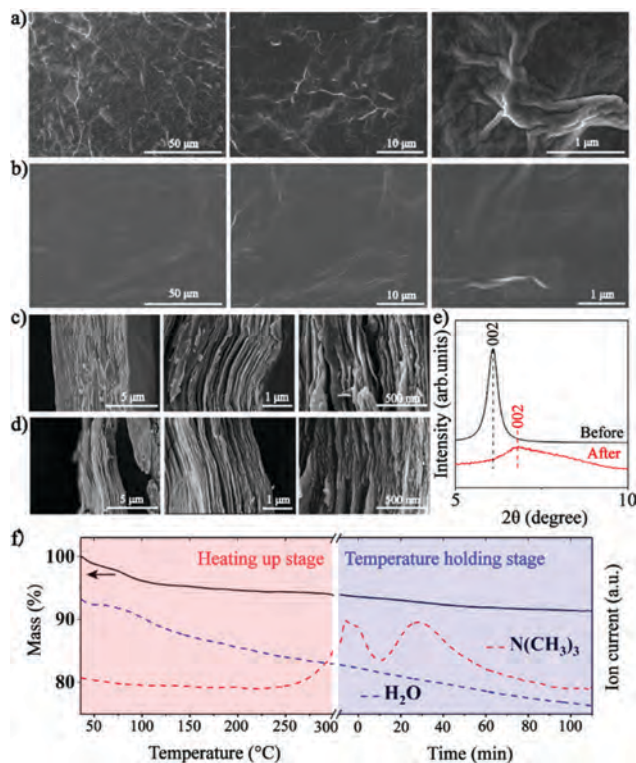 a)
50 μm
10 μm
1 μm
b)
50 μm
10 μm
1 μm
c)
5 μm
1 μm
500 nm
d)
5 μm
1 μm
500 nm
e)
Intensity (arb.units)
002
002
Before
After
5
10
2θ (degree)
f)
Heating up stage
Temperature holding stage
Mass (%)
100
90
80
N(CH₃)₃
H₂O
Ion current (a.u.)
50 100 150 200 250 300
0 20 40 60 80 100
Temperature (°C)
Time (min)